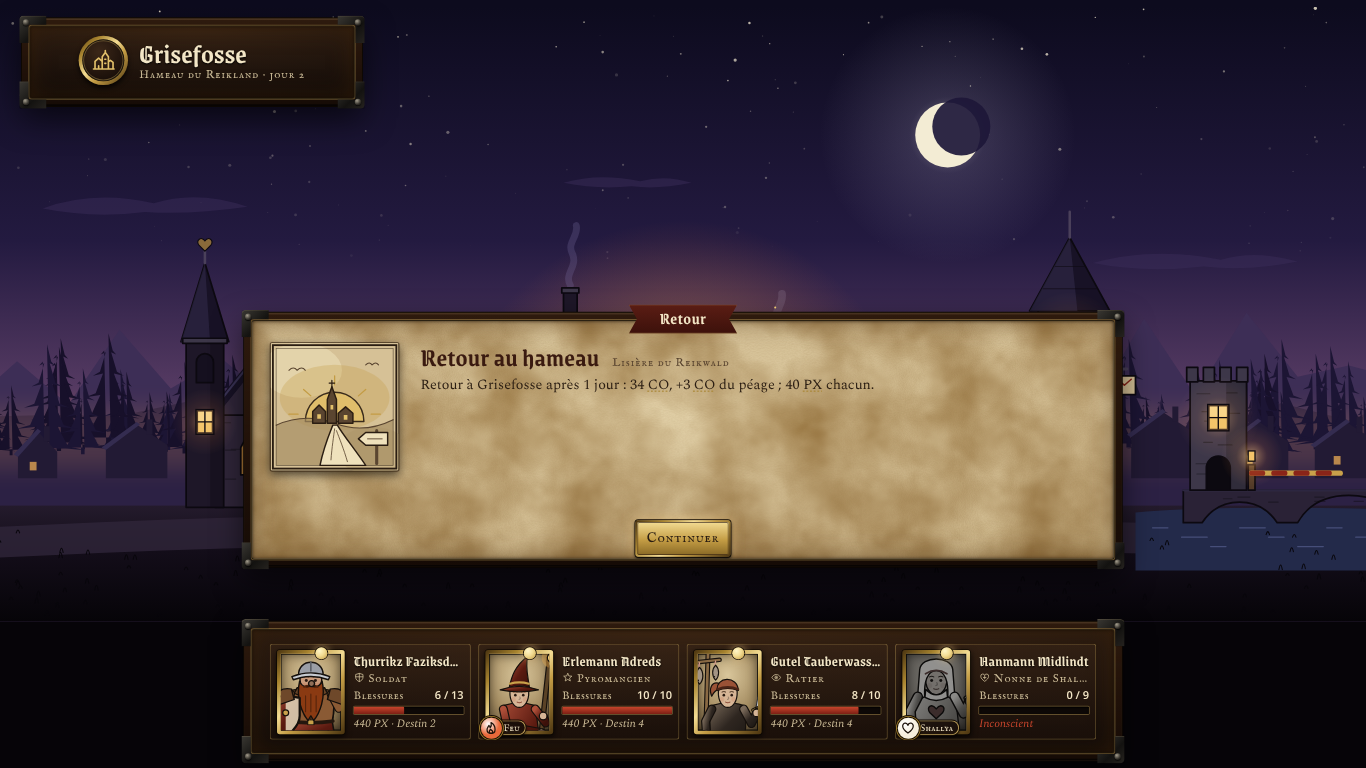 Grisefosse
Hameau du Reikland · jour 2
Retour
Retour au hameau Lisière du Reikwald
Retour à Grisefosse après 1 jour : 34 CO, +3 CO du péage ; 40 PX chacun.
Continuer
Thurrikz Faziksd...
Soldat
Blessures 6 / 13
440 PX · Destin 2
Erlemann Adreds
Pyromancien
Blessures 10 / 10
440 PX · Destin 4
Feu
Gutel Tauberwass...
Ratier
Blessures 8 / 10
440 PX · Destin 4
Hanmann Midlindt
Nonne de Shal...
Blessures 0 / 9
Inconscient
Shallya